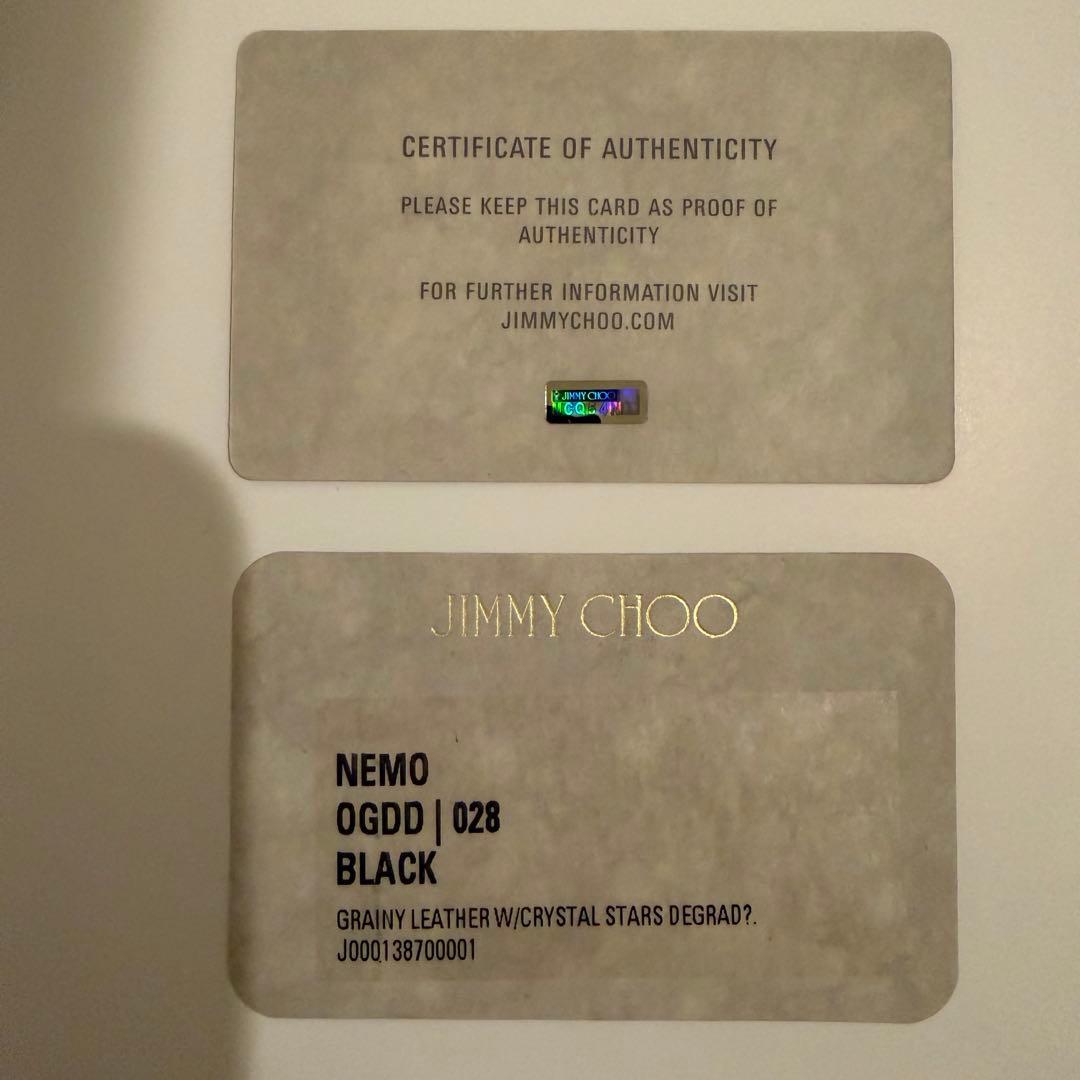 CERTIFICATE OF AUTHENTICITY
PLEASE KEEP THIS CARD AS PROOF OF
AUTHENTICITY
FOR FURTHER INFORMATION VISIT
JIMMYCHOO.COM
JIMMY CHOO
JIMMY CHOO
NEMO
OGDD | 028
BLACK
GRAINY LEATHER W/CRYSTAL STARS DEGRAD?.
J000138700001